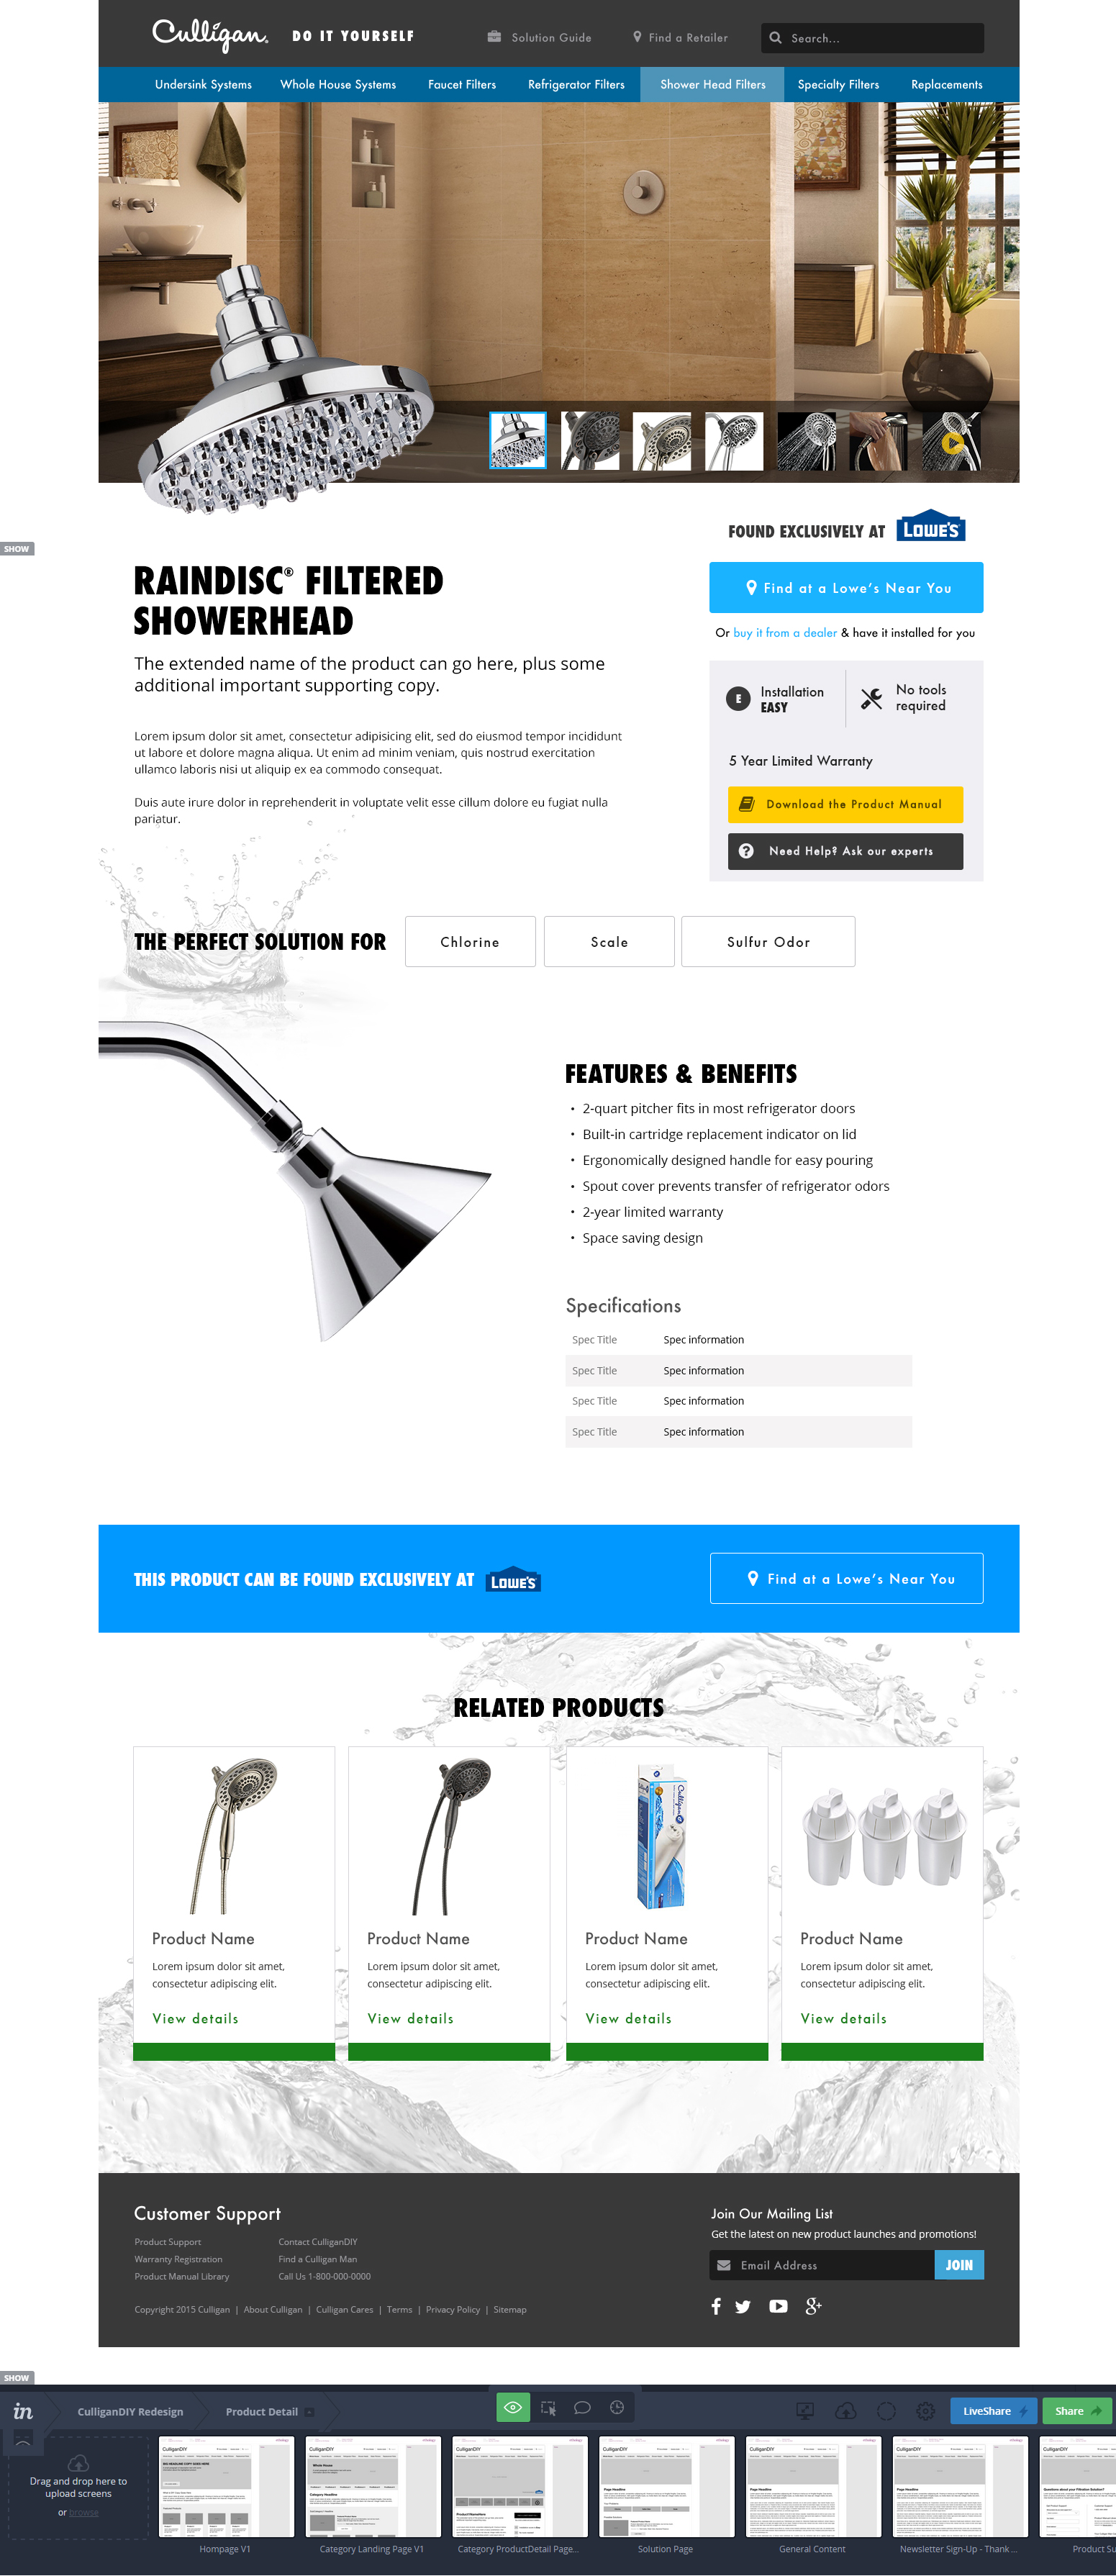 Culligan.
DO IT YOURSELF
Solution Guide
Find a Retailer
Search...
Undersink Systems
Whole House Systems
Faucet Filters
Refrigerator Filters
Shower Head Filters
Specialty Filters
Replacements
FOUND EXCLUSIVELY AT LOWE'S
SHOW
RAINDISC® FILTERED
SHOWERHEAD
The extended name of the product can go here, plus some
additional important supporting copy.
Lorem ipsum dolor sit amet, consectetur adipisicing elit, sed do eiusmod tempor incididunt
ut labore et dolore magna aliqua. Ut enim ad minim veniam, quis nostrud exercitation
ullamco laboris nisi ut aliquip ex ea commodo consequat.
Duis aute irure dolor in reprehenderit in voluptate velit esse cillum dolore eu fugiat nulla
pariatur.
Find at a Lowe's Near You
Or buy it from a dealer & have it installed for you
E
Installation
EASY
No tools
required
5 Year Limited Warranty
Download the Product Manual
Need Help? Ask our experts
THE PERFECT SOLUTION FOR
Chlorine
Scale
Sulfur Odor
FEATURES & BENEFITS
• 2-quart pitcher fits in most refrigerator doors
• Built-in cartridge replacement indicator on lid
• Ergonomically designed handle for easy pouring
• Spout cover prevents transfer of refrigerator odors
• 2-year limited warranty
• Space saving design
Specifications
Spec Title Spec information
Spec Title Spec information
Spec Title Spec information
Spec Title Spec information
THIS PRODUCT CAN BE FOUND EXCLUSIVELY AT LOWE'S
Find at a Lowe's Near You
RELATED PRODUCTS
Culligan
Product Name
Lorem ipsum dolor sit amet,
consectetur adipiscing elit.
View details
Product Name
Lorem ipsum dolor sit amet,
consectetur adipiscing elit.
View details
Product Name
Lorem ipsum dolor sit amet,
consectetur adipiscing elit.
View details
Product Name
Lorem ipsum dolor sit amet,
consectetur adipiscing elit.
View details
Customer Support
Product Support
Warranty Registration
Product Manual Library
Contact CulliganDIY
Find a Culligan Man
Call Us 1-800-000-0000
Copyright 2015 Culligan | About Culligan | Culligan Cares | Terms | Privacy Policy | Sitemap
Join Our Mailing List
Get the latest on new product launches and promotions!
Email Address
JOIN
SHOW
in
CulliganDIY Redesign
Product Detail
LiveShare
Share
Drag and drop here to
upload screens
or browse
CulliganDIY
CulliganDIY
CulliganDIY
CulliganDIY
CulliganDIY
CulliganDIY
CulliganDIY
Hompage V1
Category Landing Page V1
Category ProductDetail Page...
Solution Page
General Content
Newsletter Sign-Up - Thank ...
Product Su